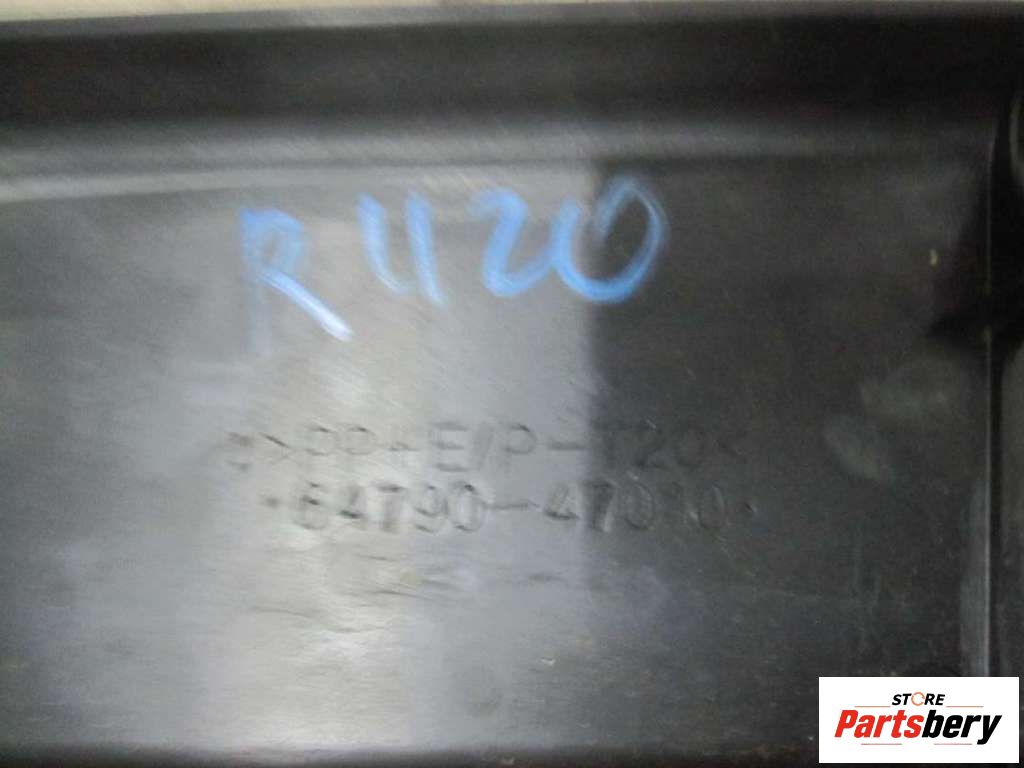 R420
>PP+E/P-T20<
·64790-47010·
STORE
Partsbery